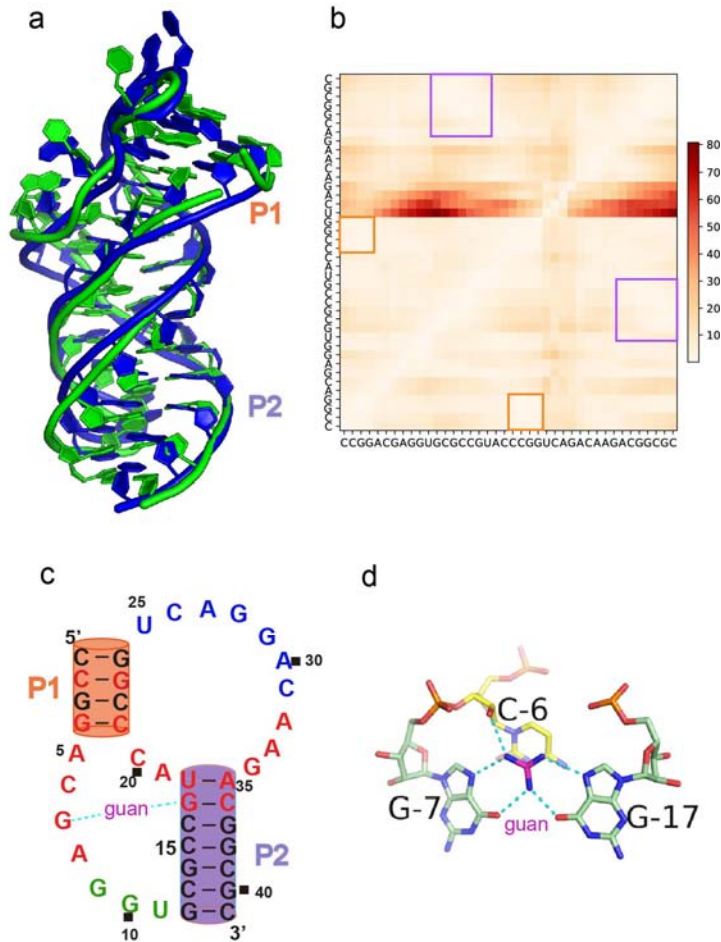 a
P1
P2
b
C
G
C
G
G
C
A
G
A
A
C
A
G
A
C
U
G
G
C
C
C
A
U
G
C
C
G
C
G
U
G
G
A
G
C
A
G
G
C
C
CCGGACGAGGUGCGCCGUACCCGGUCAGACAAGACGGCGC
80
70
60
50
40
30
20
10
c
25
U C A G G A 30
C A A G
5'
C–G
C–G
G–C
G–C
P1
5 A
C
G
A
G
G
10
U
guan
20 C A
U–A 35
G–C
15 C–G
C–G
G–C
C–G 40
G–C
3'
P2
d
C-6
G-7
guan
G-17